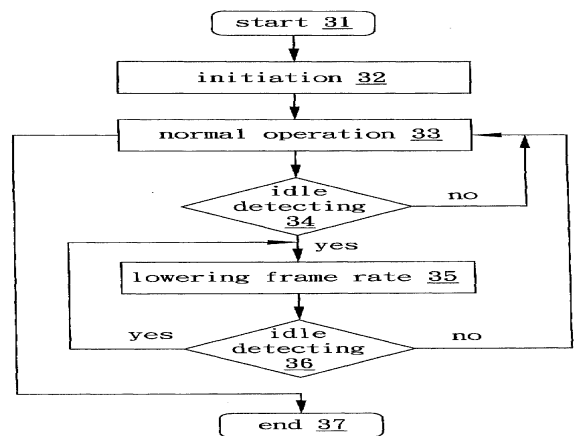 start 31
initiation 32
normal operation 33
idle
detecting
34
no
yes
lowering frame rate 35
yes
idle
detecting
36
no
end 37